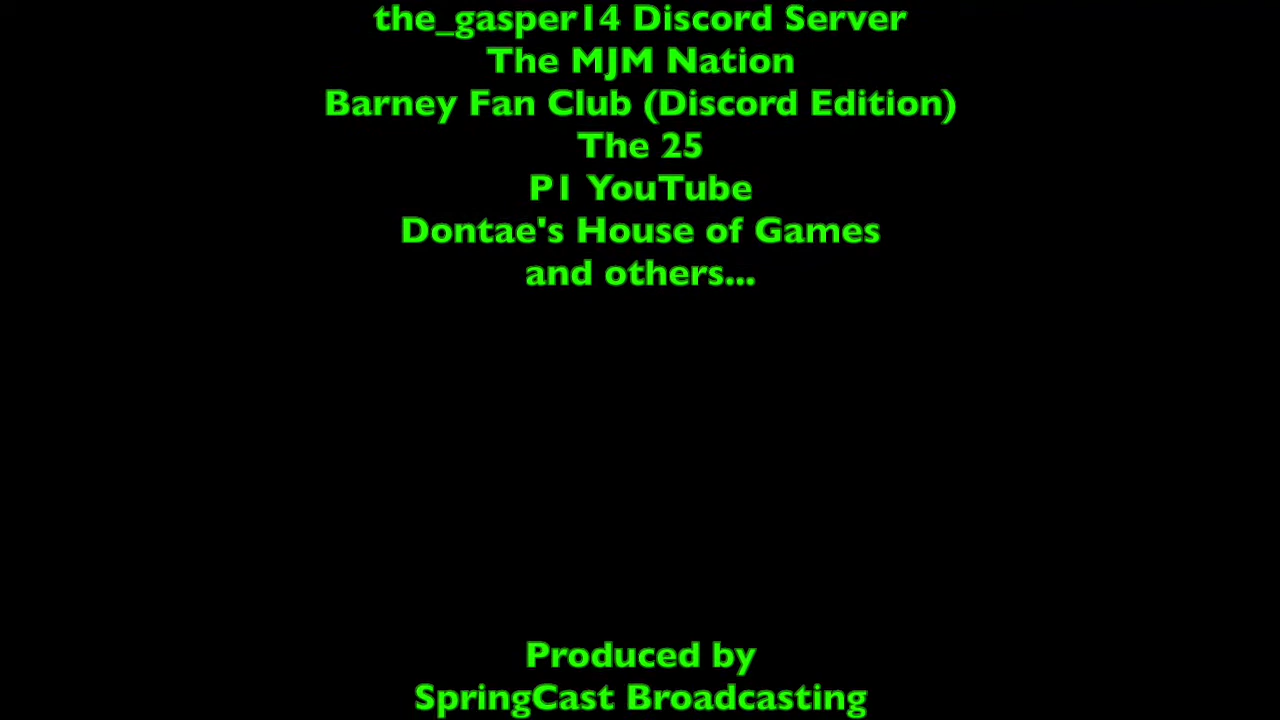 the_gasper14 Discord Server
The MJM Nation
Barney Fan Club (Discord Edition)
The 25
P1 YouTube
Dontae's House of Games
and others...
Produced by
SpringCast Broadcasting